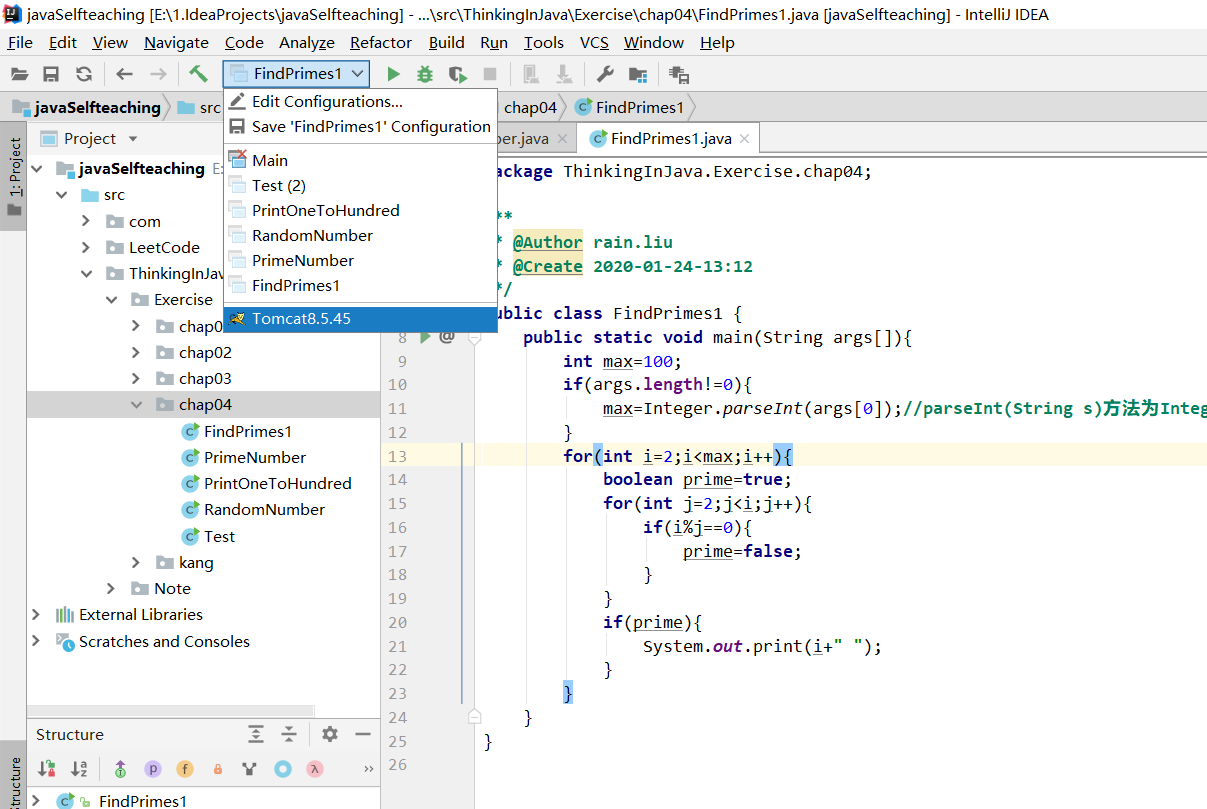 javaSelfteaching [E:\1.IdeaProjects\javaSelfteaching] - ...\src\ThinkingInJava\Exercise\chap04\FindPrimes1.java [javaSelfteaching] - IntelliJ IDEA
File Edit View Navigate Code Analyze Refactor Build Run Tools VCS Window Help
FindPrimes1
javaSelfteaching src chap04 FindPrimes1
Edit Configurations...
Save 'FindPrimes1' Configuration
Main
Test (2)
PrintOneToHundred
RandomNumber
PrimeNumber
FindPrimes1
Tomcat8.5.45
1: Project
Project
javaSelfteaching E:
src
com
LeetCode
ThinkingInJav
Exercise
chap0
chap02
chap03
chap04
FindPrimes1
PrimeNumber
PrintOneToHundred
RandomNumber
Test
kang
Note
External Libraries
Scratches and Consoles
Structure
FindPrimes1
tructure
ber.java FindPrimes1.java
ackage ThinkingInJava.Exercise.chap04;
**
* @Author rain.liu
* @Create 2020-01-24-13:12
*/
ublic class FindPrimes1 {
8 @ public static void main(String args[]){
9 int max=100;
10 if(args.length!=0){
11 max=Integer.parseInt(args[0]);//parseInt(String s)方法为Integ
12 }
13 for(int i=2;i<max;i++){
14 boolean prime=true;
15 for(int j=2;j<i;j++){
16 if(i%j==0){
17 prime=false;
18 }
19 }
20 if(prime){
21 System.out.print(i+" ");
22 }
23 }
24 }
25 }
26